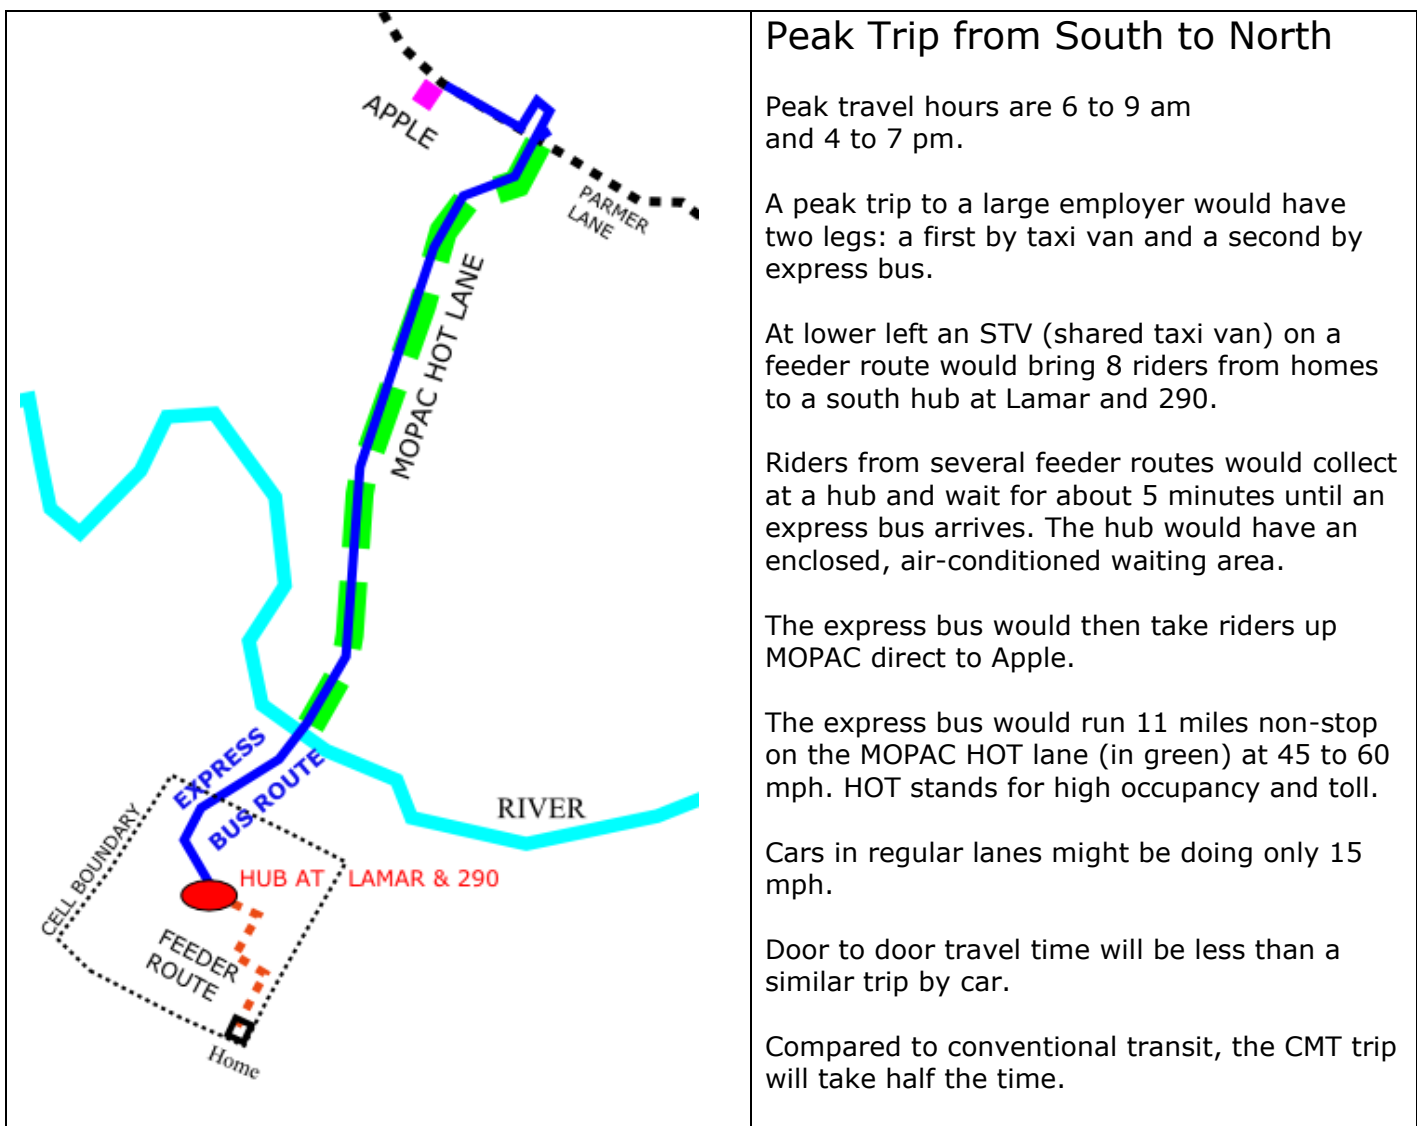 APPLE
PARMER
LANE
MOPAC HOT LANE
EXPRESS
BUS ROUTE
RIVER
CELL BOUNDARY
HUB AT LAMAR & 290
FEEDER
ROUTE
Home
Peak Trip from South to North
Peak travel hours are 6 to 9 am
and 4 to 7 pm.
A peak trip to a large employer would have
two legs: a first by taxi van and a second by
express bus.
At lower left an STV (shared taxi van) on a
feeder route would bring 8 riders from homes
to a south hub at Lamar and 290.
Riders from several feeder routes would collect
at a hub and wait for about 5 minutes until an
express bus arrives. The hub would have an
enclosed, air-conditioned waiting area.
The express bus would then take riders up
MOPAC direct to Apple.
The express bus would run 11 miles non-stop
on the MOPAC HOT lane (in green) at 45 to 60
mph. HOT stands for high occupancy and toll.
Cars in regular lanes might be doing only 15
mph.
Door to door travel time will be less than a
similar trip by car.
Compared to conventional transit, the CMT trip
will take half the time.